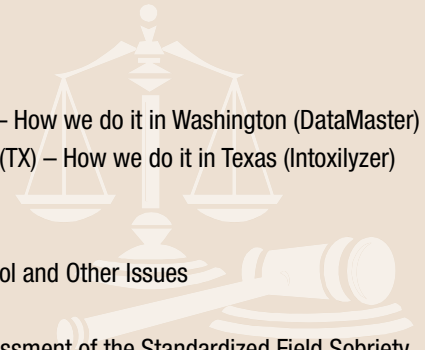 – How we do it in Washington (DataMaster)
(TX) – How we do it in Texas (Intoxilyzer)
ol and Other Issues
ssment of the Standardized Field Sobriety